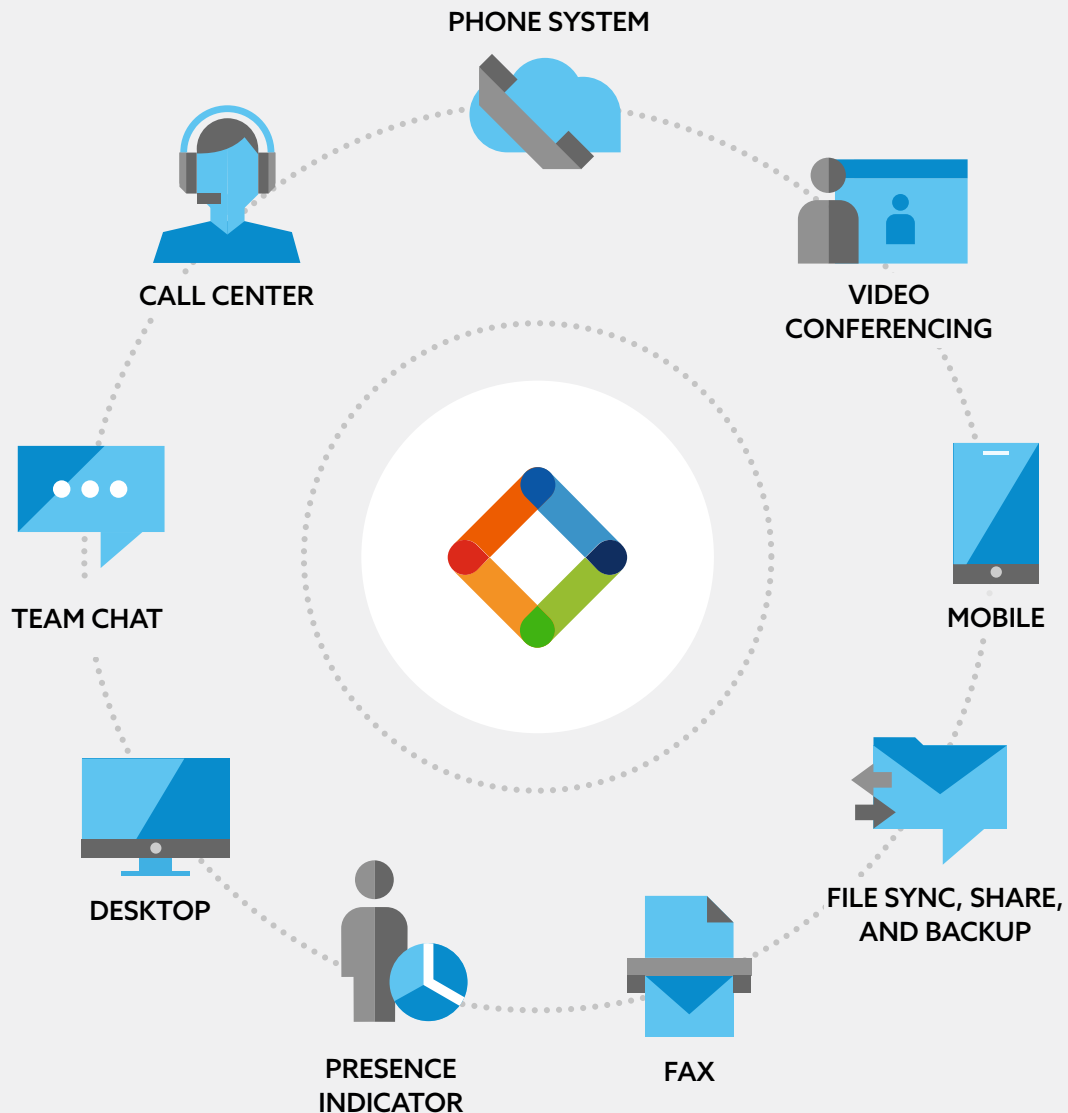 PHONE SYSTEM
CALL CENTER
VIDEO
CONFERENCING
TEAM CHAT
MOBILE
DESKTOP
FILE SYNC, SHARE,
AND BACKUP
PRESENCE
INDICATOR
FAX